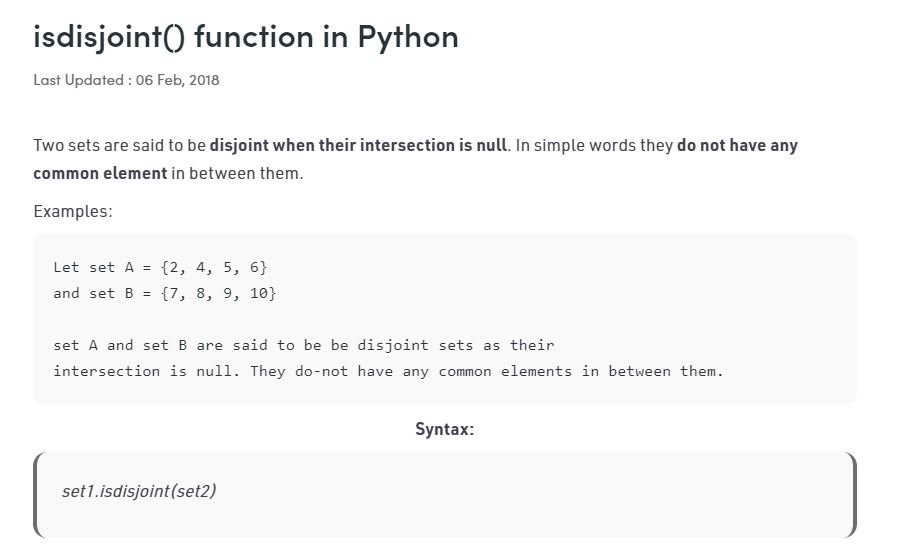 isdisjoint() function in Python
Last Updated : 06 Feb, 2018
Two sets are said to be disjoint when their intersection is null. In simple words they do not have any
common element in between them.
Examples:
Let set A = {2, 4, 5, 6}
and set B = {7, 8, 9, 10}
set A and set B are said to be be disjoint sets as their
intersection is null. They do-not have any common elements in between them.
Syntax:
set1.isdisjoint(set2)